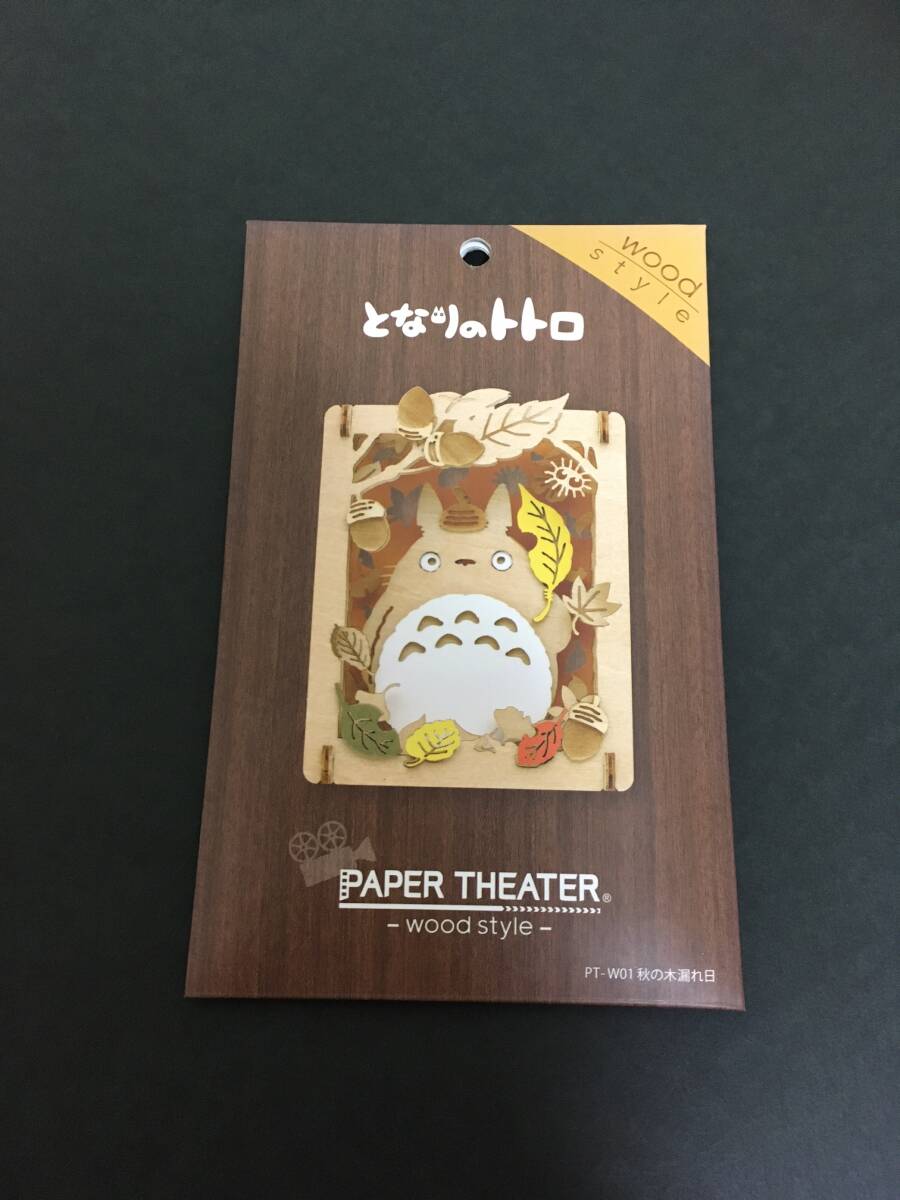 wood
style
となりのトトロ
PAPER THEATER®
- wood style -
PT-W01 秋の木漏れ日